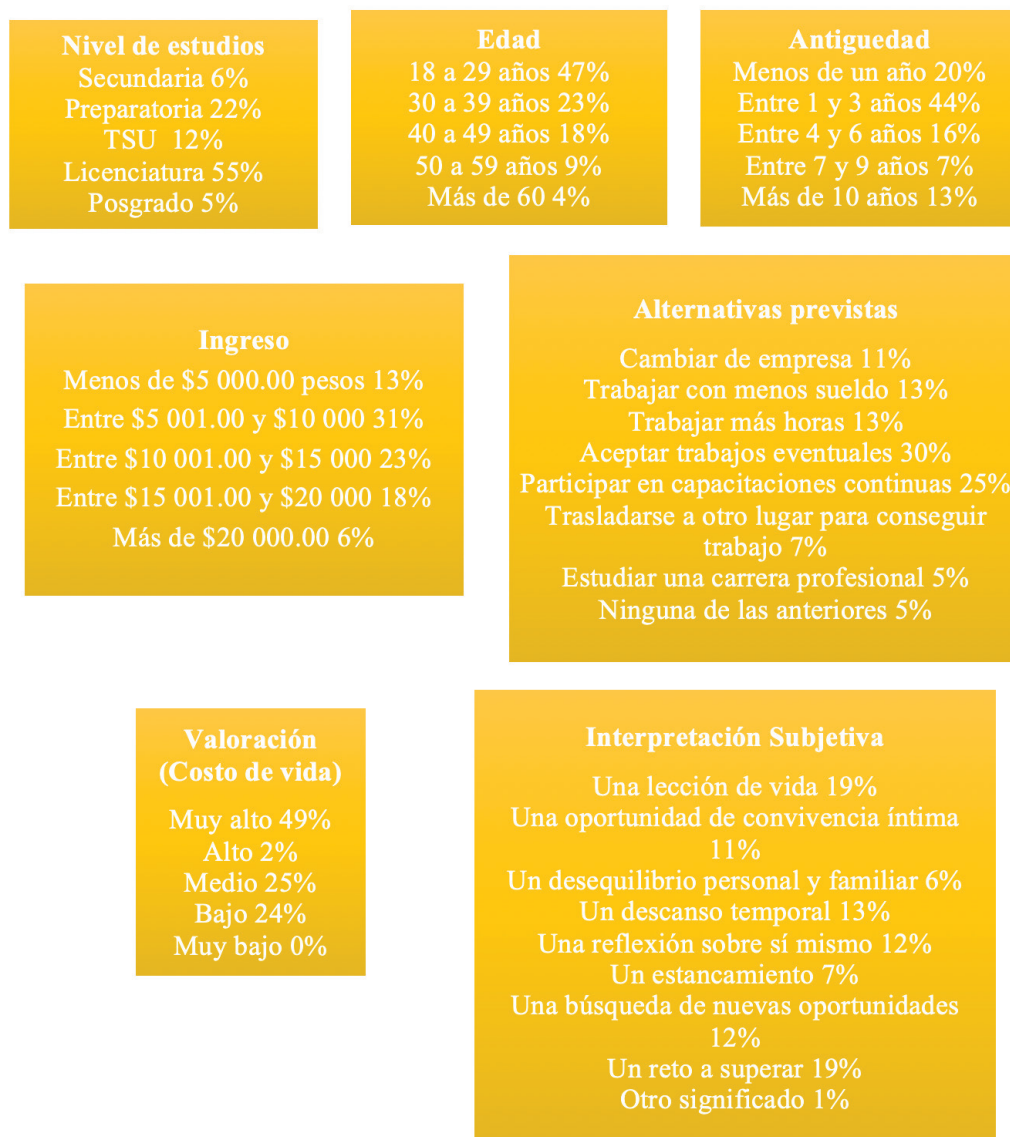 Nivel de estudios
Secundaria 6%
Preparatoria 22%
TSU 12%
Licenciatura 55%
Posgrado 5%
Edad
18 a 29 años 47%
30 a 39 años 23%
40 a 49 años 18%
50 a 59 años 9%
Más de 60 4%
Antiguedad
Menos de un año 20%
Entre 1 y 3 años 44%
Entre 4 y 6 años 16%
Entre 7 y 9 años 7%
Más de 10 años 13%
Ingreso
Menos de $5 000.00 pesos 13%
Entre $5 001.00 y $10 000 31%
Entre $10 001.00 y $15 000 23%
Entre $15 001.00 y $20 000 18%
Más de $20 000.00 6%
Alternativas previstas
Cambiar de empresa 11%
Trabajar con menos sueldo 13%
Trabajar más horas 13%
Aceptar trabajos eventuales 30%
Participar en capacitaciones continuas 25%
Trasladarse a otro lugar para conseguir
trabajo 7%
Estudiar una carrera profesional 5%
Ninguna de las anteriores 5%
Valoración
(Costo de vida)
Muy alto 49%
Alto 2%
Medio 25%
Bajo 24%
Muy bajo 0%
Interpretación Subjetiva
Una lección de vida 19%
Una oportunidad de convivencia íntima
11%
Un desequilibrio personal y familiar 6%
Un descanso temporal 13%
Una reflexión sobre sí mismo 12%
Un estancamiento 7%
Una búsqueda de nuevas oportunidades
12%
Un reto a superar 19%
Otro significado 1%